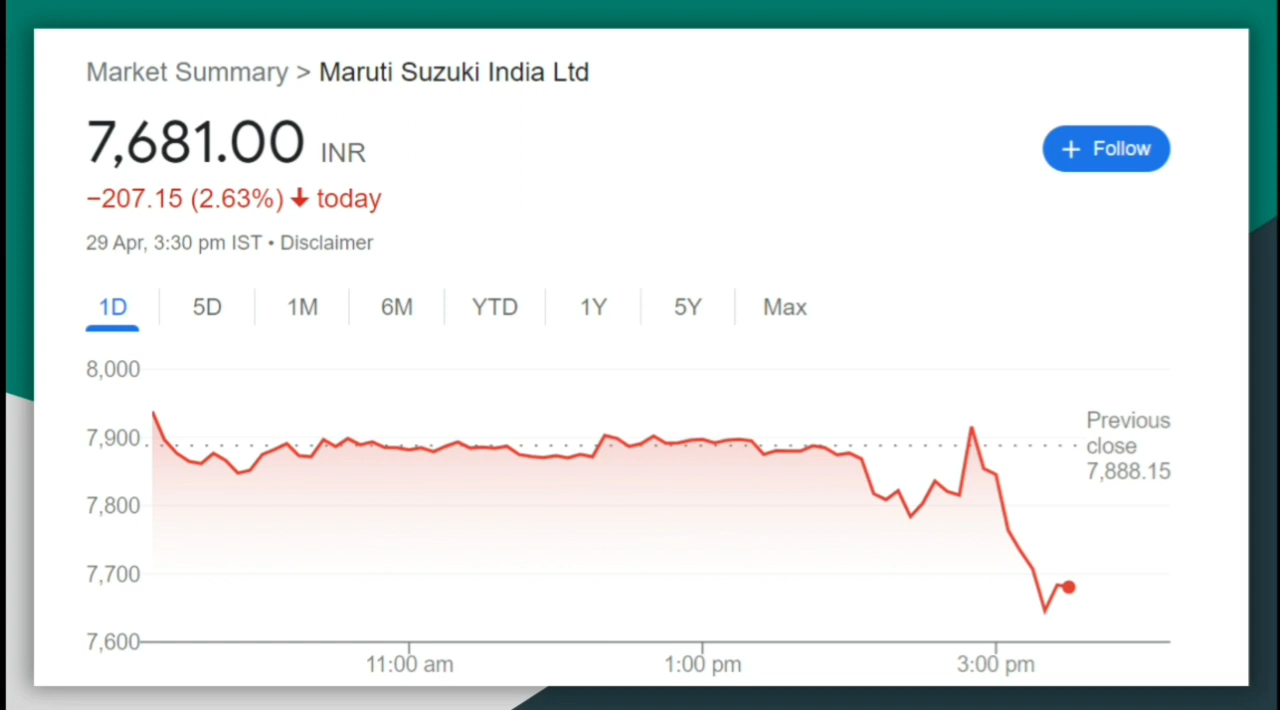 Market Summary > Maruti Suzuki India Ltd
7,681.00 INR
+ Follow
−207.15 (2.63%) ↓ today
29 Apr, 3:30 pm IST • Disclaimer
1D 5D 1M 6M YTD 1Y 5Y Max
8,000
7,900
7,800
7,700
7,600
Previous
close
7,888.15
11:00 am 1:00 pm 3:00 pm